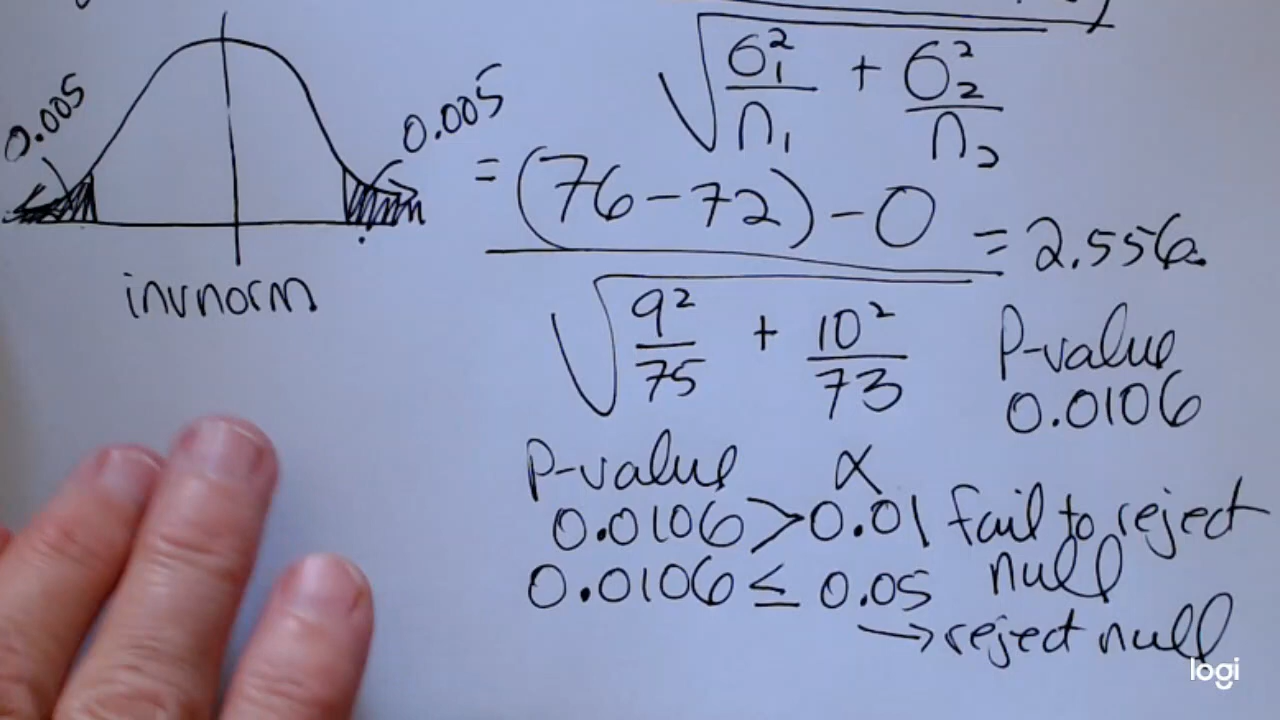 0.005
0.005
invnorm
√ σ₁²/n₁ + σ₂²/n₂
= (76-72)-0 / √ 9²/75 + 10²/73 = 2.556
P-value
0.0106
P-value α
0.0106 > 0.01 fail to reject
null
0.0106 ≤ 0.05
→ reject null
logi